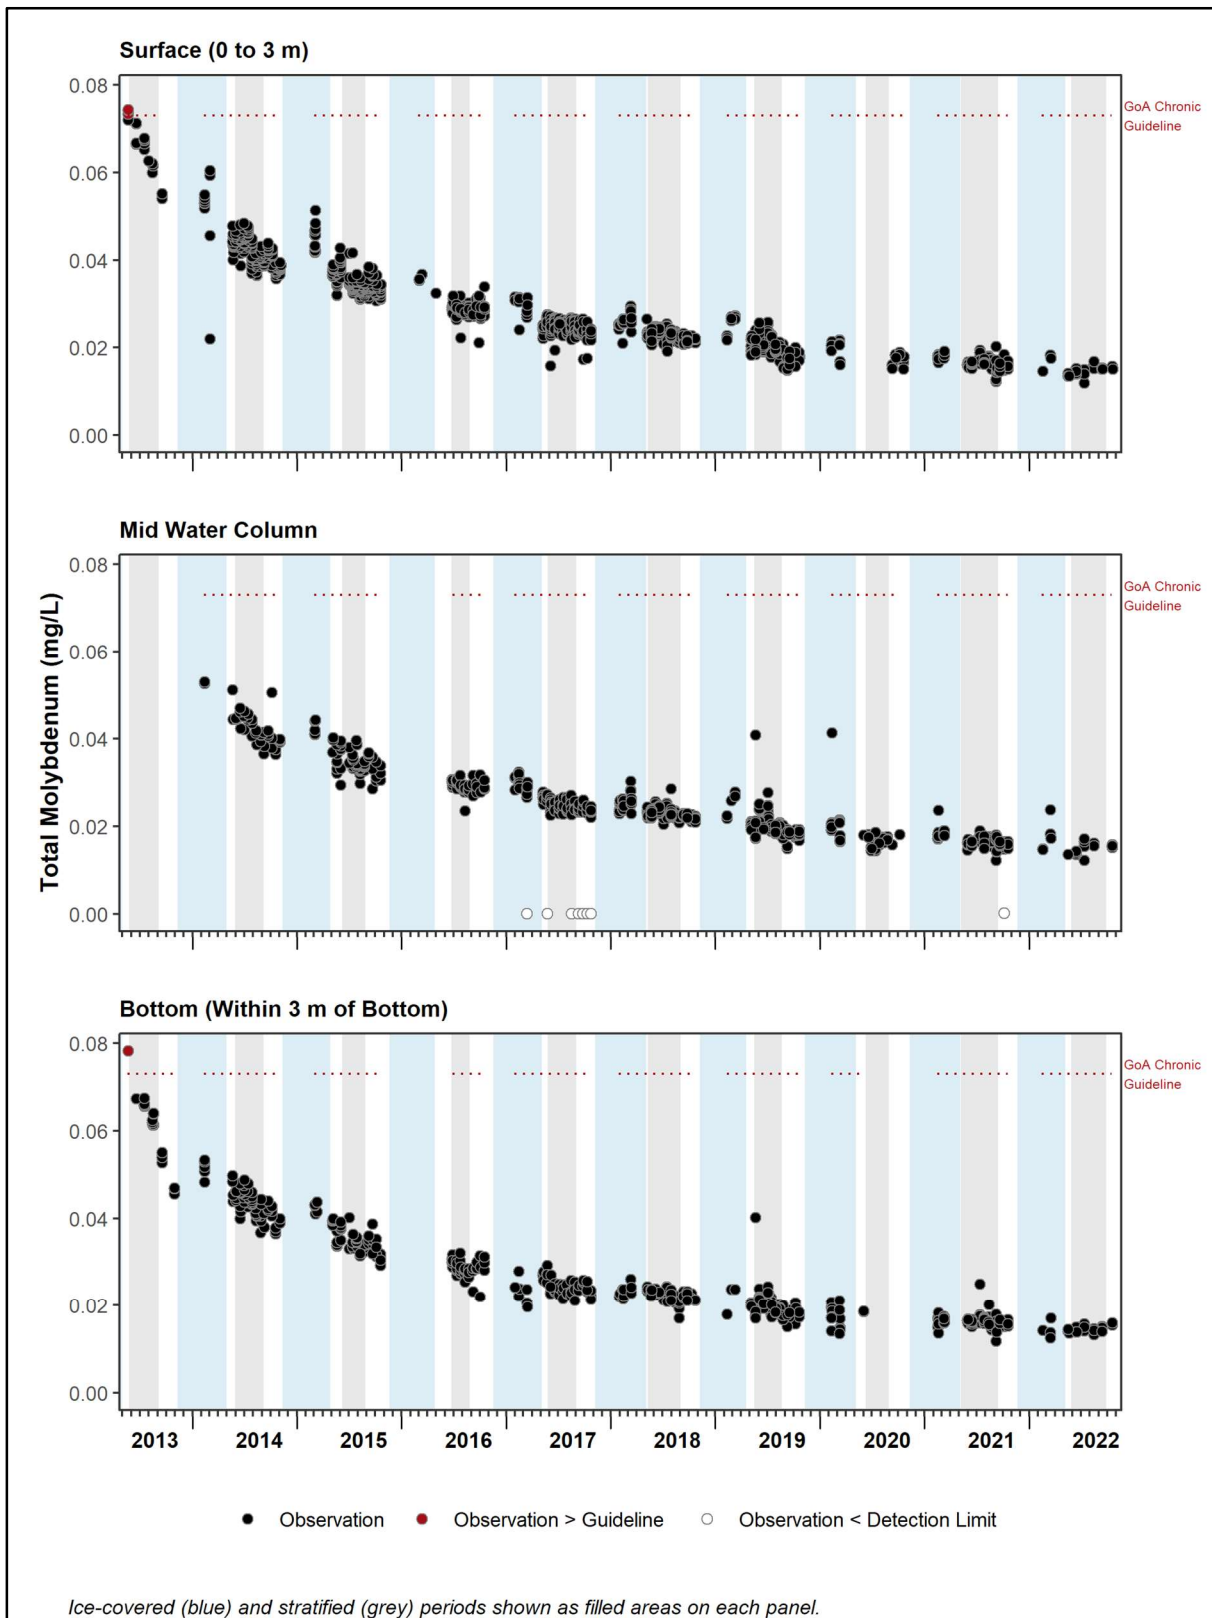 Surface (0 to 3 m)
0.08
0.06
0.04
0.02
0.00
GoA Chronic
Guideline
Mid Water Column
0.08
0.06
0.04
0.02
0.00
GoA Chronic
Guideline
Total Molybdenum (mg/L)
Bottom (Within 3 m of Bottom)
0.08
0.06
0.04
0.02
0.00
GoA Chronic
Guideline
2013 2014 2015 2016 2017 2018 2019 2020 2021 2022
Observation Observation > Guideline Observation < Detection Limit
Ice-covered (blue) and stratified (grey) periods shown as filled areas on each panel.